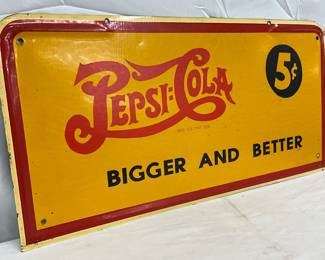 PEPSI:COLA
5¢
BIGGER AND BETTER